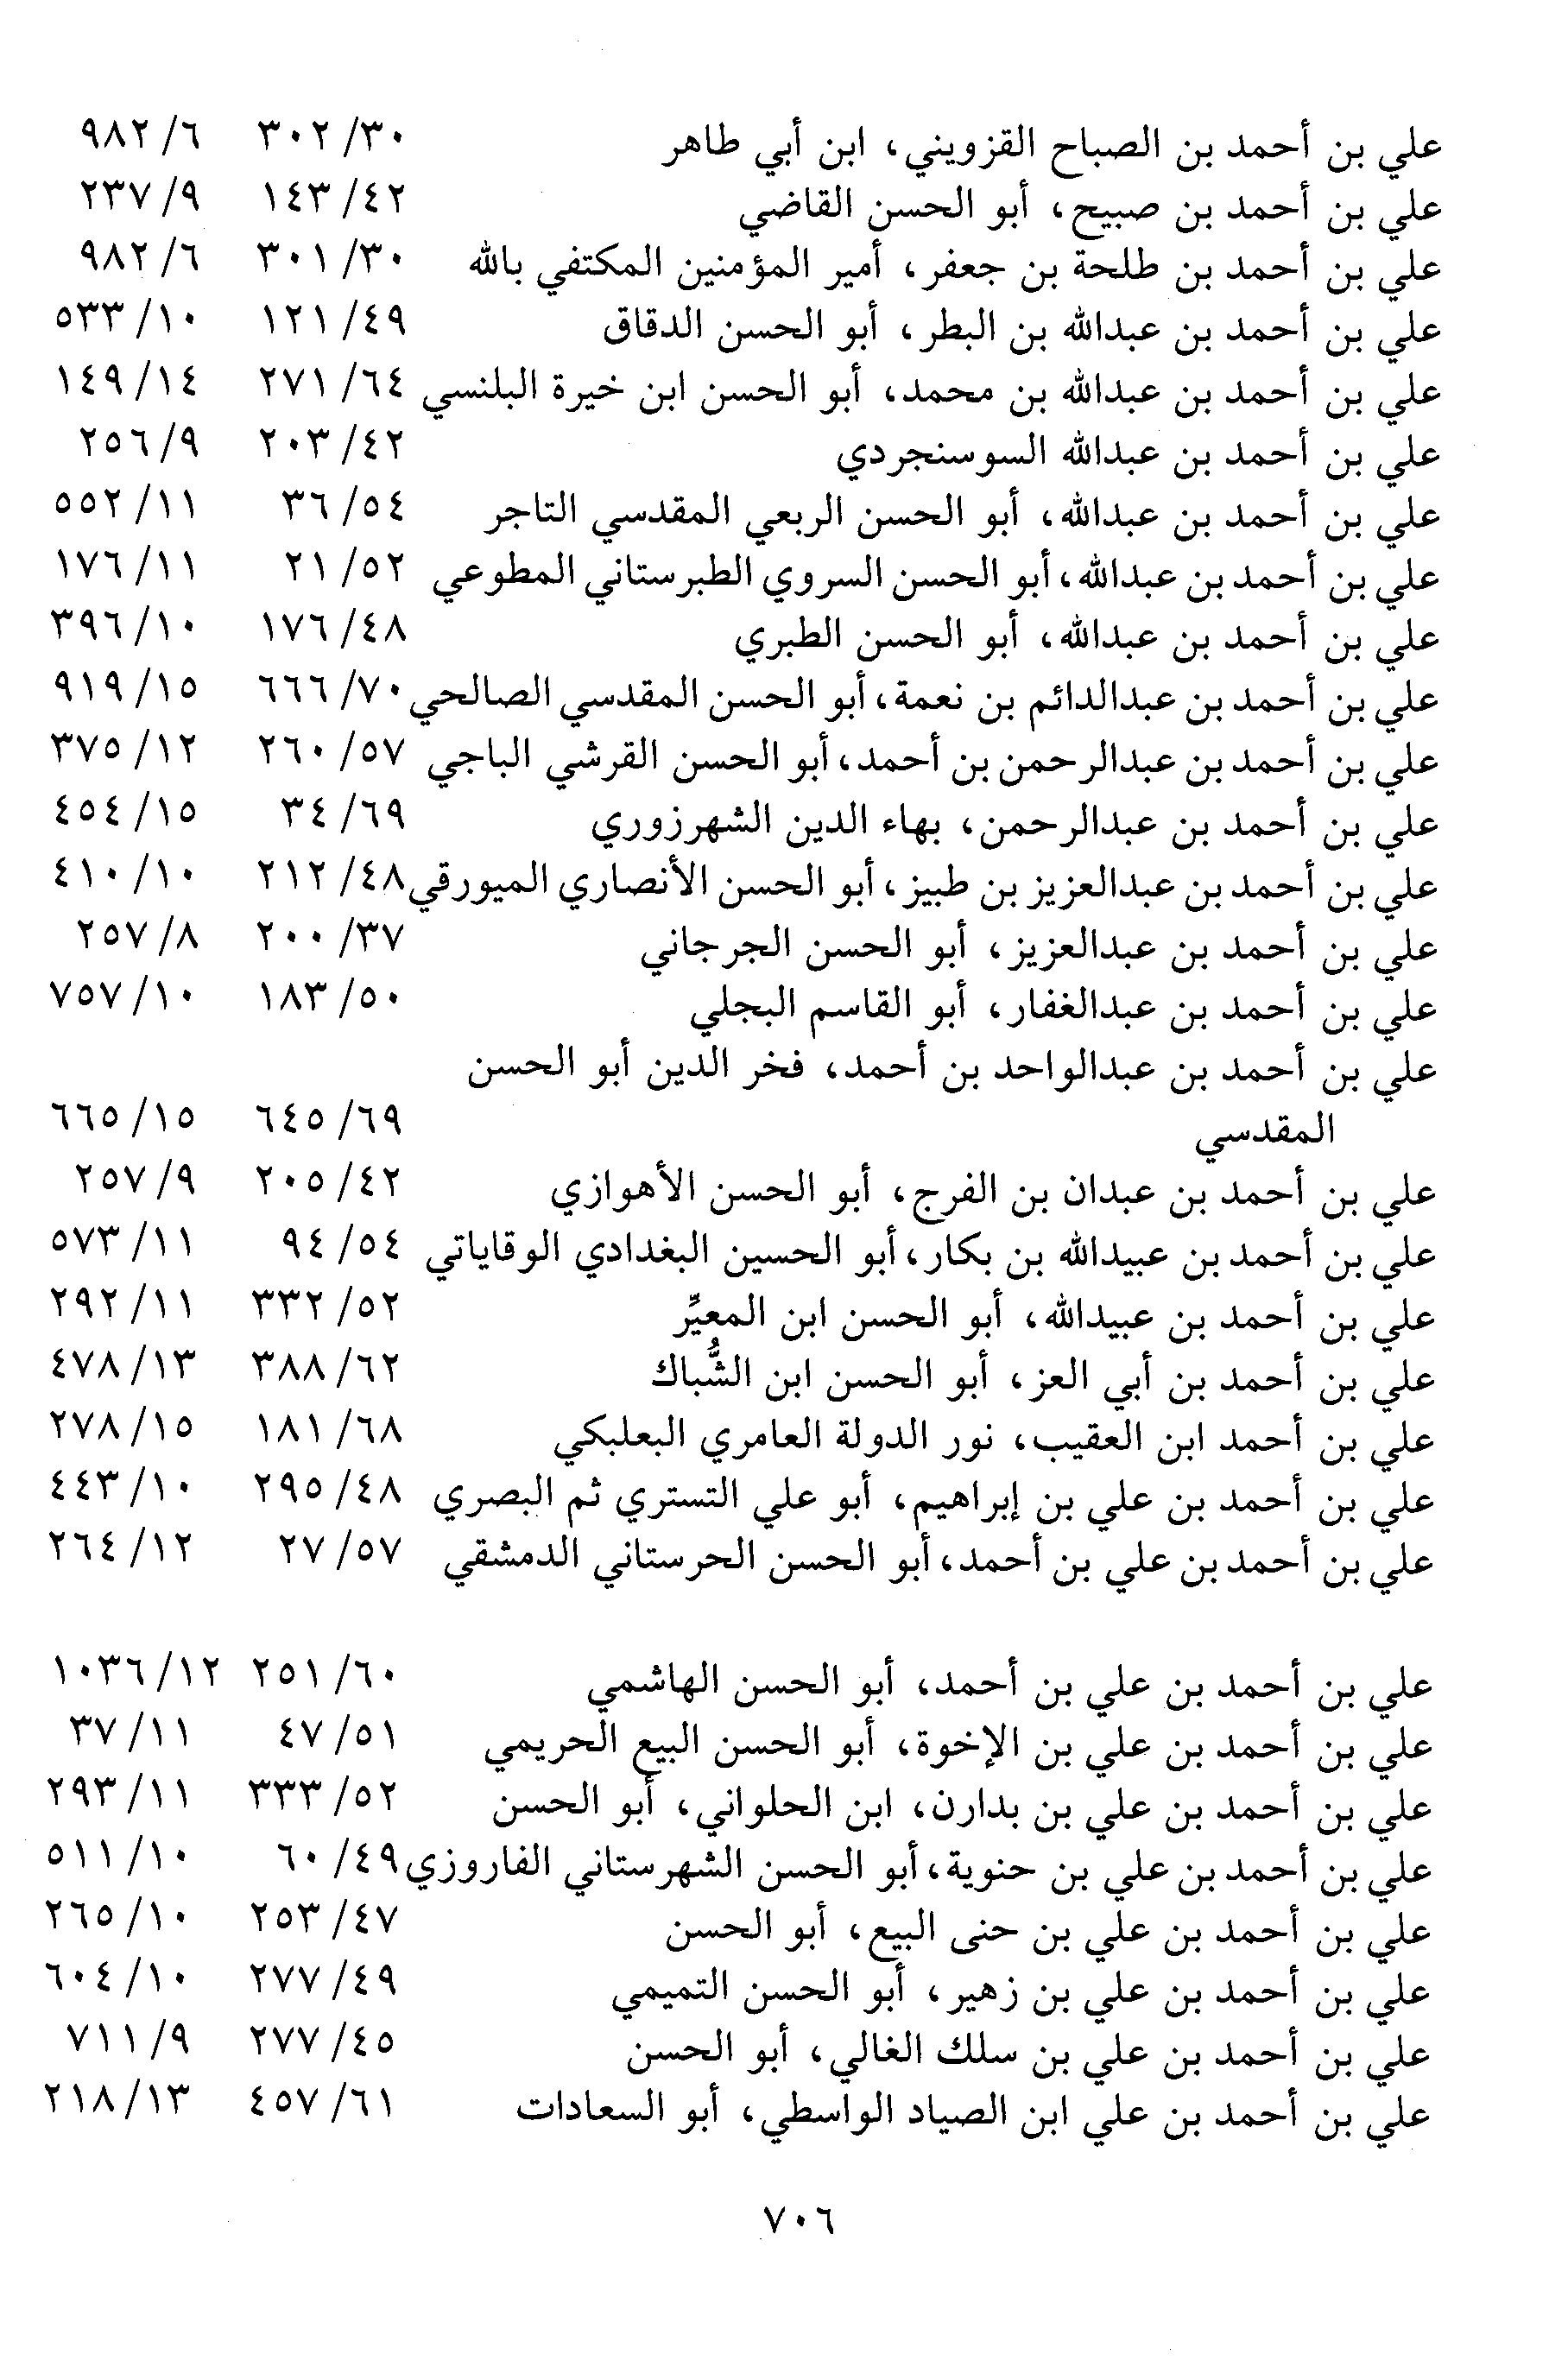 علي بن أحمد بن الصباح القزويني، ابن أبي طاهر ٣٠/ ٣٠٢ ٦/ ٩٨٢
علي بن أحمد بن صبيح، أبو الحسن القاضي ٤٢/ ١٤٣ ٩/ ٢٣٧
علي بن أحمد بن طلحة بن جعفر، أمير المؤمنين المكتفي بالله ٣٠/ ٣٠١ ٦/ ٩٨٢
علي بن أحمد بن عبدالله بن البطر، أبو الحسن الدقاق ٤٩/ ١٢١ ١٠/ ٥٣٣
علي بن أحمد بن عبدالله بن محمد، أبو الحسن ابن خيرة البلنسي ٦٤/ ٢٧١ ١٤/ ١٤٩
علي بن أحمد بن عبدالله السوسنجردي ٤٢/ ٢٠٣ ٩/ ٢٥٦
علي بن أحمد بن عبدالله، أبو الحسن الربعي المقدسي التاجر ٥٤/ ٣٦ ١١/ ٥٥٢
علي بن أحمد بن عبدالله، أبو الحسن السروي الطبرستاني المطوعي ٥٢/ ٢١ ١١/ ١٧٦
علي بن أحمد بن عبدالله، أبو الحسن الطبري ٤٨/ ١٧٦ ١٠/ ٣٩٦
علي بن أحمد بن عبدالدائم بن نعمة، أبو الحسن المقدسي الصالحي ٧٠/ ٦٦٦ ١٥/ ٩١٩
علي بن أحمد بن عبدالرحمن بن أحمد، أبو الحسن القرشي الباجي ٥٧/ ٢٦٠ ١٢/ ٣٧٥
علي بن أحمد بن عبدالرحمن، بهاء الدين الشهرزوري ٦٩/ ٣٤ ١٥/ ٤٥٤
علي بن أحمد بن عبدالعزيز بن طبيز، أبو الحسن الأنصاري الميورقي ٤٨/ ٢١٢ ١٠/ ٤١٠
علي بن أحمد بن عبدالعزيز، أبو الحسن الجرجاني ٣٧/ ٢٠٠ ٨/ ٢٥٧
علي بن أحمد بن عبدالغفار، أبو القاسم البجلي ٥٠/ ١٨٣ ١٠/ ٧٥٧
علي بن أحمد بن عبدالواحد بن أحمد، فخر الدين أبو الحسن
المقدسي ٦٩/ ٦٤٥ ١٥/ ٦٦٥
علي بن أحمد بن عبدان بن الفرج، أبو الحسن الأهوازي ٤٢/ ٢٠٥ ٩/ ٢٥٧
علي بن أحمد بن عبيدالله بن بكار، أبو الحسين البغدادي الوقاياتي ٥٤/ ٩٤ ١١/ ٥٧٣
علي بن أحمد بن عبيدالله، أبو الحسن ابن المعيِّر ٥٢/ ٣٣٢ ١١/ ٢٩٢
علي بن أحمد بن أبي العز، أبو الحسن ابن الشُّباك ٦٢/ ٣٨٨ ١٣/ ٤٧٨
علي بن أحمد ابن العقيب، نور الدولة العامري البعلبكي ٦٨/ ١٨١ ١٥/ ٢٧٨
علي بن أحمد بن علي بن إبراهيم، أبو علي التستري ثم البصري ٤٨/ ٢٩٥ ١٠/ ٤٤٣
علي بن أحمد بن علي بن أحمد، أبو الحسن الحرستاني الدمشقي ٥٧/ ٢٧ ١٢/ ٢٦٤
علي بن أحمد بن علي بن أحمد، أبو الحسن الهاشمي ٦٠/ ٢٥١ ١٢/ ١٠٣٦
علي بن أحمد بن علي بن الإخوة، أبو الحسن البيع الحريمي ٥١/ ٤٧ ١١/ ٣٧
علي بن أحمد بن علي بن بدارن، ابن الحلواني، أبو الحسن ٥٢/ ٣٣٣ ١١/ ٢٩٣
علي بن أحمد بن علي بن حنوية، أبو الحسن الشهرستاني الفاروزي ٤٩/ ٦٠ ١٠/ ٥١١
علي بن أحمد بن علي بن حنى البيع، أبو الحسن ٤٧/ ٢٥٣ ١٠/ ٢٦٥
علي بن أحمد بن علي بن زهير، أبو الحسن التميمي ٤٩/ ٢٧٧ ١٠/ ٦٠٤
علي بن أحمد بن علي بن سلك الغالي، أبو الحسن ٤٥/ ٢٧٧ ٩/ ٧١١
علي بن أحمد بن علي ابن الصياد الواسطي، أبو السعادات ٦١/ ٤٥٧ ١٣/ ٢١٨
٧٠٦